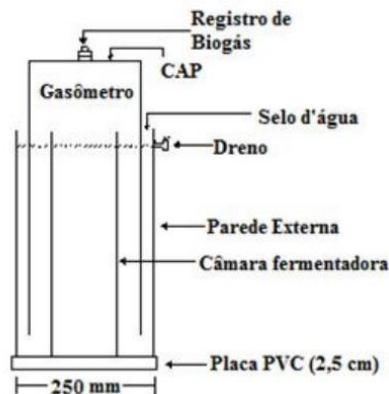 Registro de
Biogás
CAP
Gasômetro
Selo d'água
Dreno
Parede Externa
Câmara fermentadora
Placa PVC (2,5 cm)
250 mm